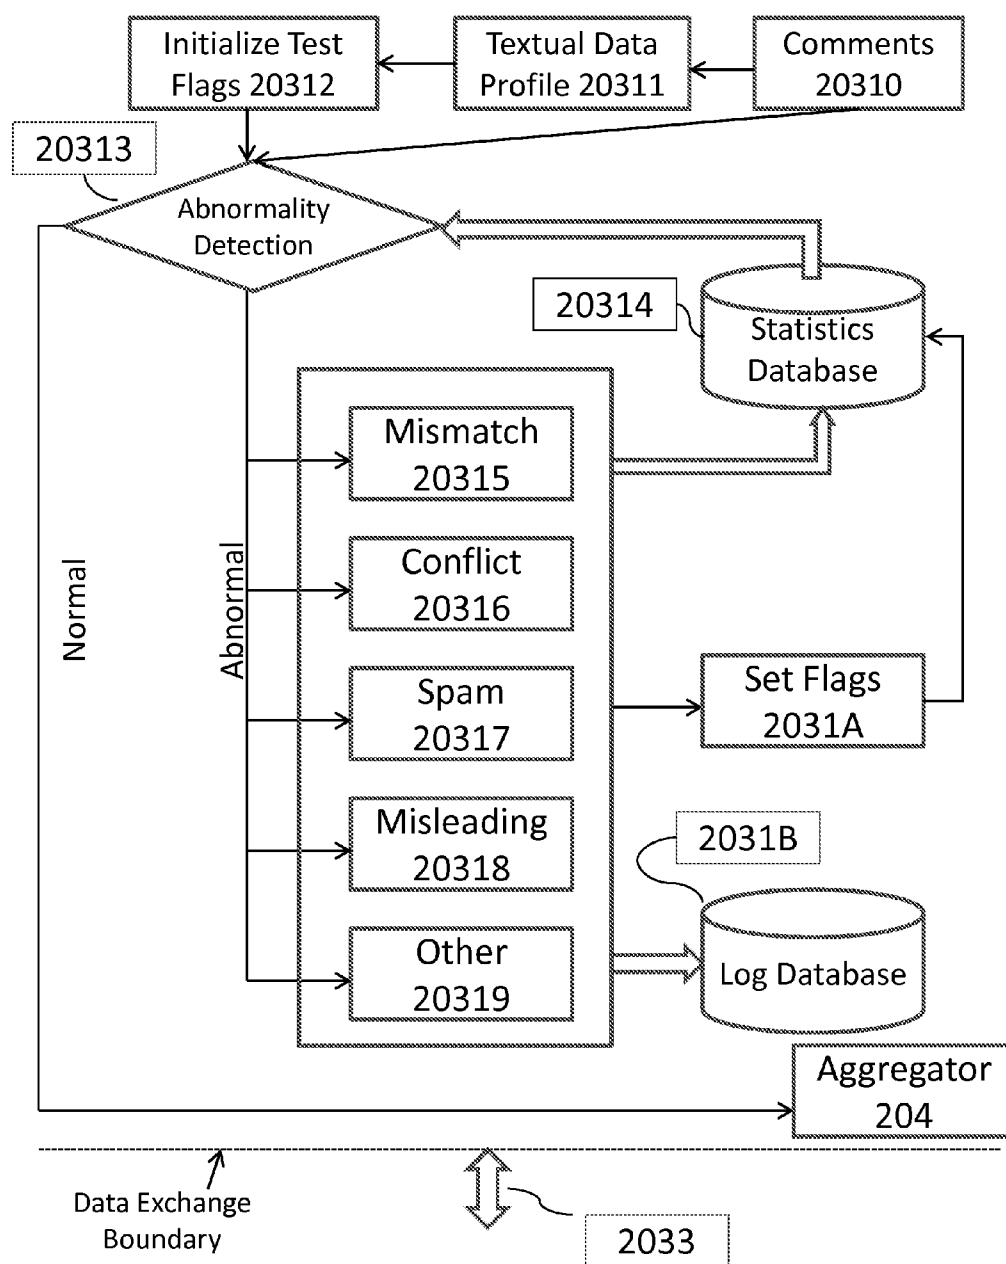 Initialize Test
Flags 20312
Textual Data
Profile 20311
Comments
20310
20313
Abnormality
Detection
20314
Statistics
Database
Mismatch
20315
Conflict
20316
Normal
Abnormal
Spam
20317
Set Flags
2031A
Misleading
20318
2031B
Other
20319
Log Database
Aggregator
204
Data Exchange
Boundary
2033